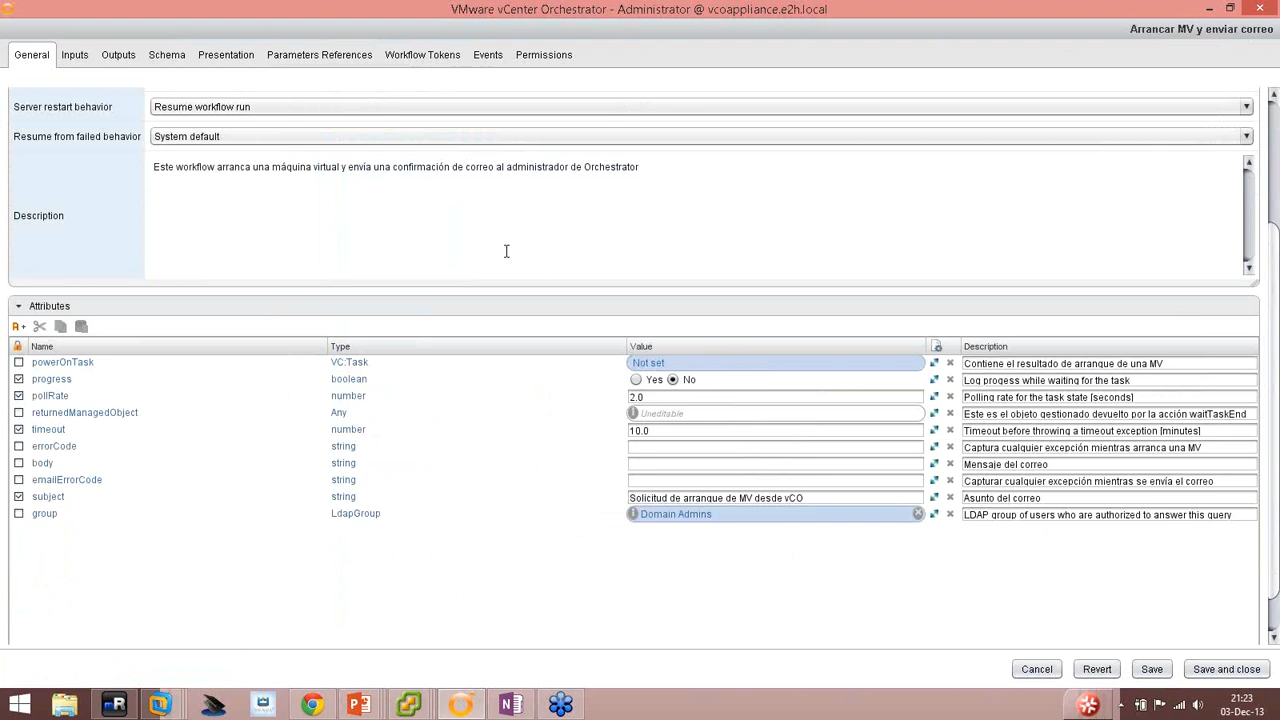 VMware vCenter Orchestrator - Administrator @ vcoappliance.e2h.local
Arrancar MV y enviar correo
General Inputs Outputs Schema Presentation Parameters References Workflow Tokens Events Permissions
Server restart behavior Resume workflow run
Resume from failed behavior System default
Este workflow arranca una máquina virtual y envía una confirmación de correo al administrador de Orchestrator
Description
Attributes
Name Type Value Description
powerOnTask VC:Task Not set Contiene el resultado de arranque de una MV
progress boolean Yes No Log progess while waiting for the task
pollRate number 2.0 Polling rate for the task state [seconds]
returnedManagedObject Any Uneditable Este es el objeto gestionado devuelto por la acción waitTaskEnd
timeout number 10.0 Timeout before throwing a timeout exception [minutes]
errorCode string Captura cualquier excepción mientras arranca una MV
body string Mensaje del correo
emailErrorCode string Capturar cualquier excepción mientras se envía el correo
subject string Solicitud de arranque de MV desde vCO Asunto del correo
group LdapGroup Domain Admins LDAP group of users who are authorized to answer this query
Cancel Revert Save Save and close
21:23
03-Dec-13